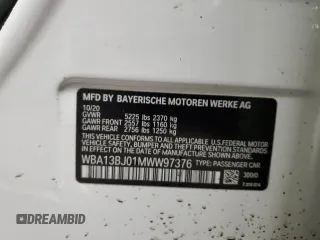 MFD BY BAYERISCHE MOTOREN WERKE AG
10/20
GVWR 5225 lbs 2370 kg
GAWR FRONT 2557 lbs 1160 kg
GAWR REAR 2756 lbs 1250 kg
THIS VEHICLE CONFORMS TO ALL APPLICABLE U.S. FEDERAL MOTOR
VEHICLE SAFETY, BUMPER, AND THEFT PREVENTION STANDARDS
IN EFFECT ON THE DATE OF MANUFACTURE SHOWN ABOVE.
WBA13BJ01MWW97376 TYPE: PASSENGER CAR
300
DREAMBID DREAMBID